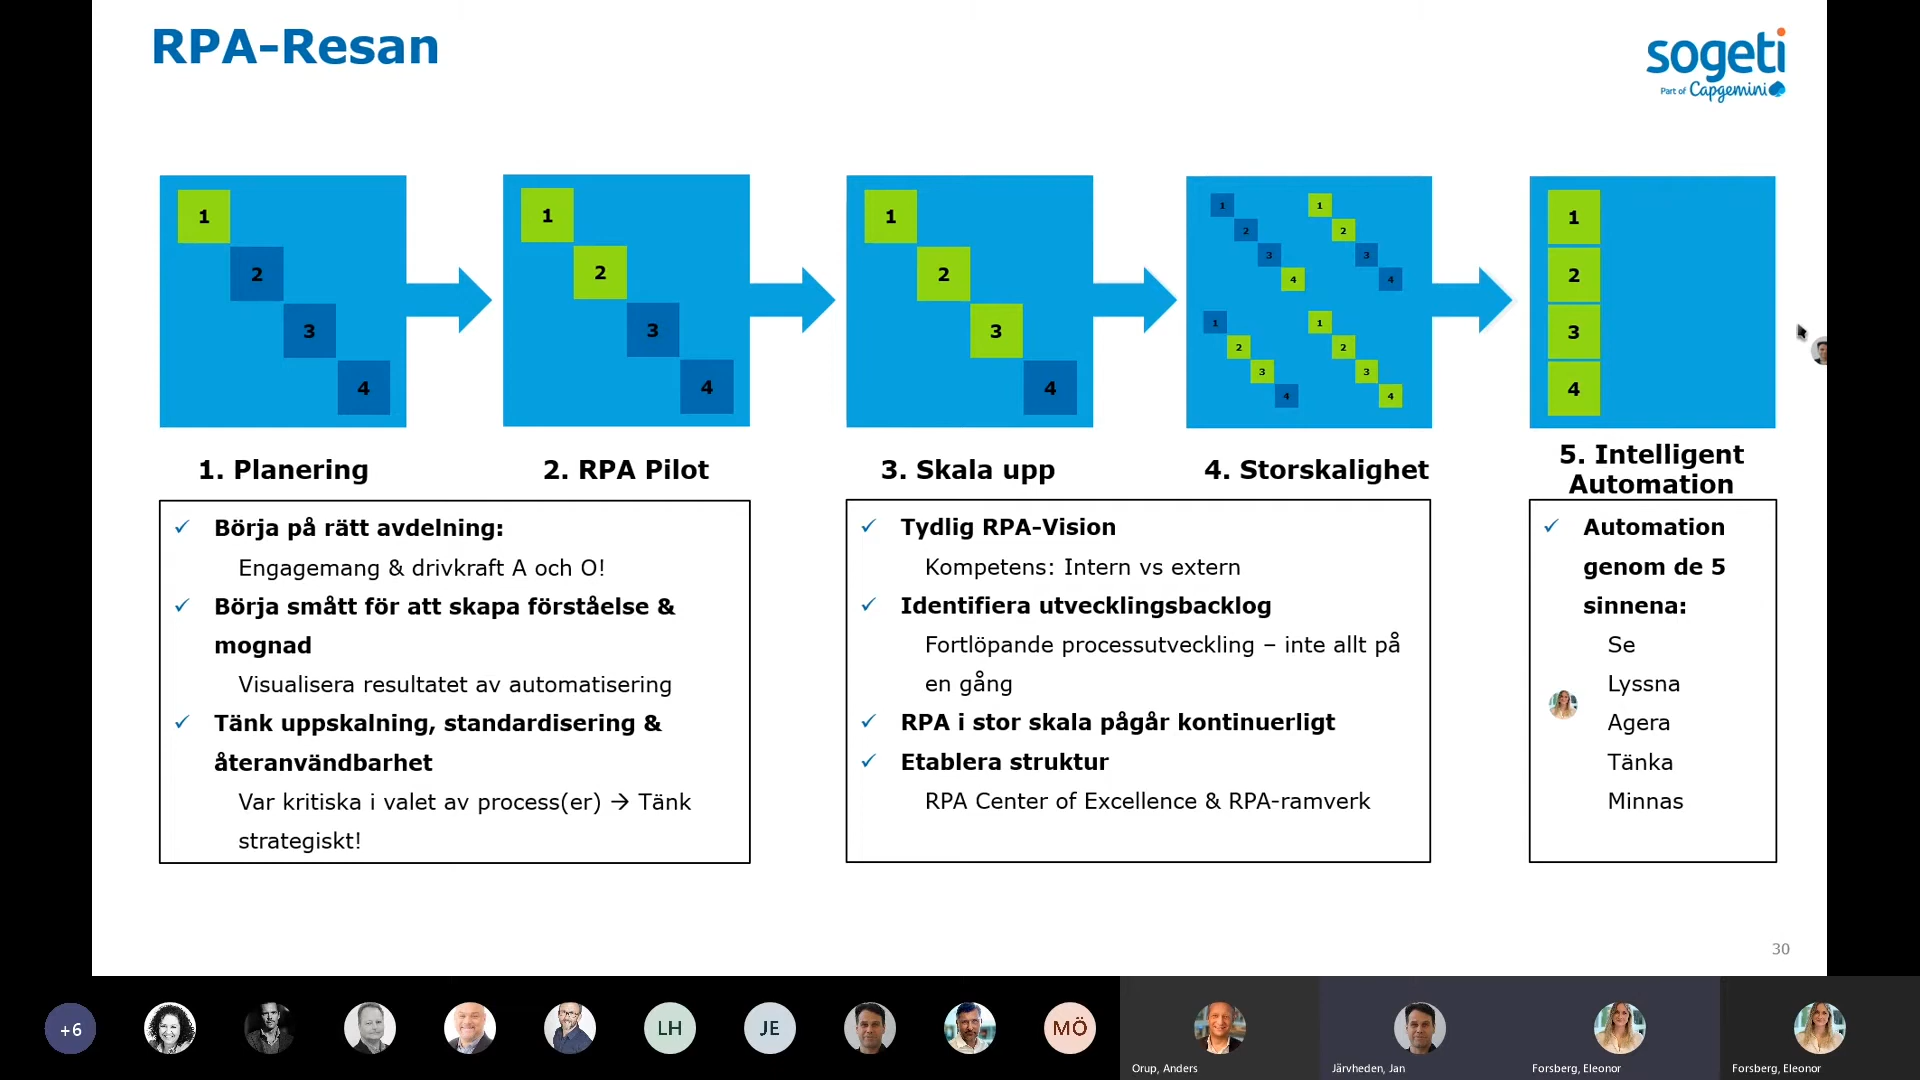 RPA-Resan
sogeti
Part of Capgemini
1
2
3
4
1
2
3
4
1
2
3
4
1
2
3
4
1
2
3
4
1
2
3
4
1
2
3
4
1
2
3
4
1. Planering
2. RPA Pilot
3. Skala upp
4. Storskalighet
5. Intelligent
Automation
✓ Börja på rätt avdelning:
Engagemang & drivkraft A och O!
✓ Börja smått för att skapa förståelse &
mognad
Visualisera resultatet av automatisering
✓ Tänk uppskalning, standardisering &
återanvändbarhet
Var kritiska i valet av process(er) → Tänk
strategiskt!
✓ Tydlig RPA-Vision
Kompetens: Intern vs extern
✓ Identifiera utvecklingsbacklog
Fortlöpande processutveckling – inte allt på
en gång
✓ RPA i stor skala pågår kontinuerligt
✓ Etablera struktur
RPA Center of Excellence & RPA-ramverk
✓ Automation
genom de 5
sinnena:
Se
Lyssna
Agera
Tänka
Minnas
30
+6
LH
JE
MÖ
Orup, Anders
Järvheden, Jan
Forsberg, Eleonor
Forsberg, Eleonor